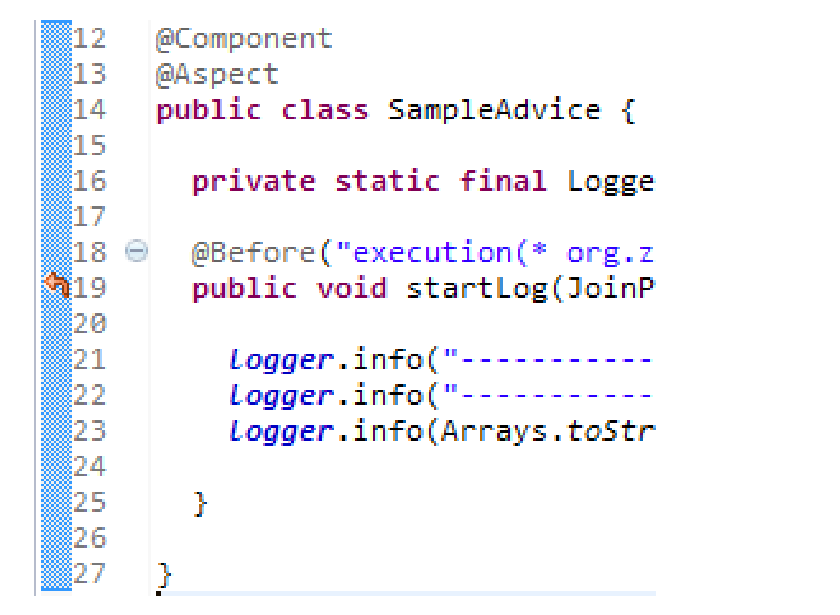 12 @Component
13 @Aspect
14 public class SampleAdvice {
15
16 private static final Logge
17
18 @Before("execution(* org.z
19 public void startLog(JoinP
20
21 Logger.info("-----------
22 Logger.info("-----------
23 Logger.info(Arrays.toStr
24
25 }
26
27 }